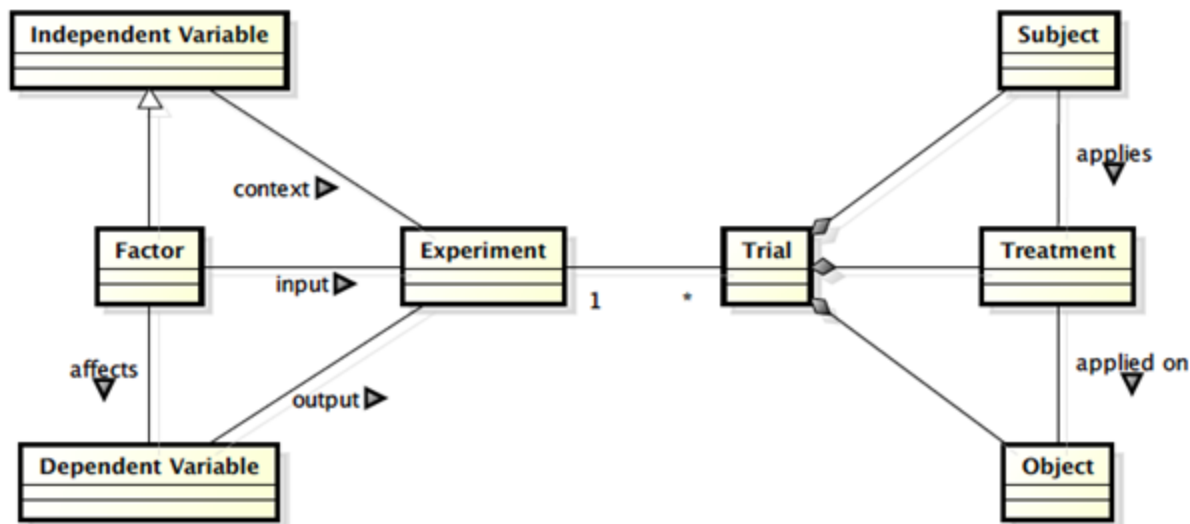 Independent Variable
Subject
applies
context
Factor
Experiment
Trial
Treatment
input
1
*
affects
applied on
output
Dependent Variable
Object